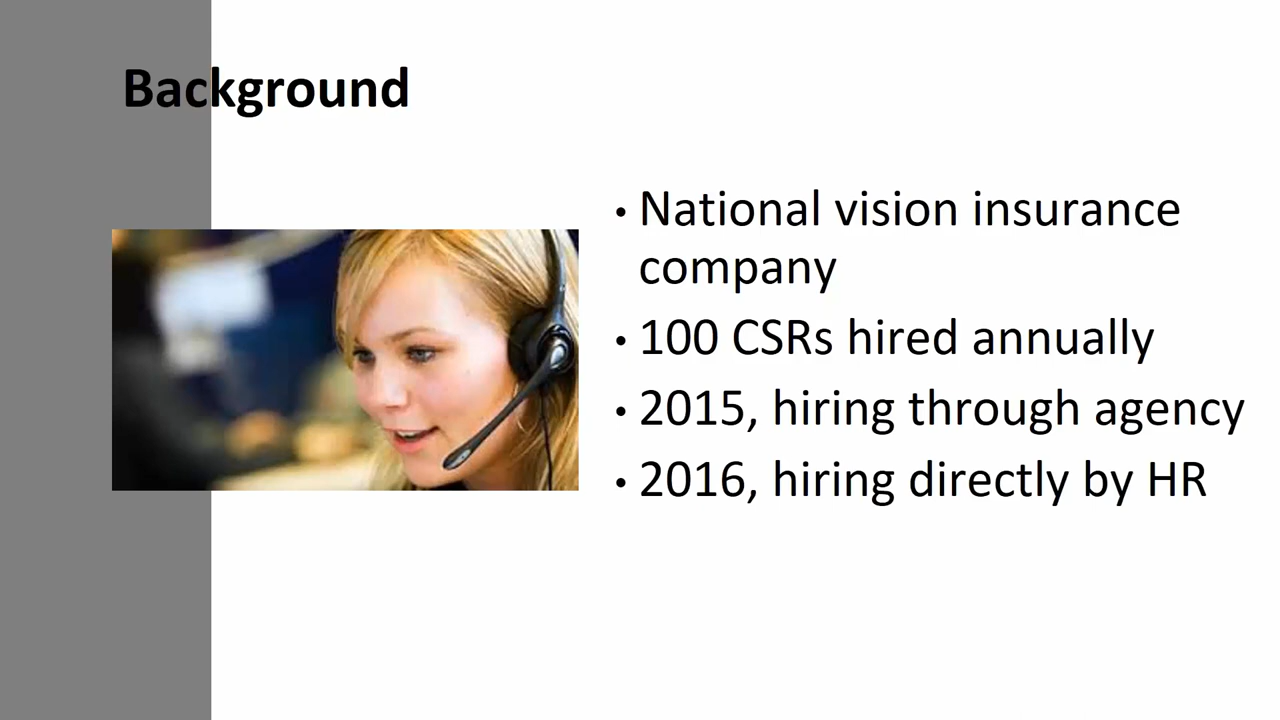 Background
• National vision insurance
company
• 100 CSRs hired annually
• 2015, hiring through agency
• 2016, hiring directly by HR